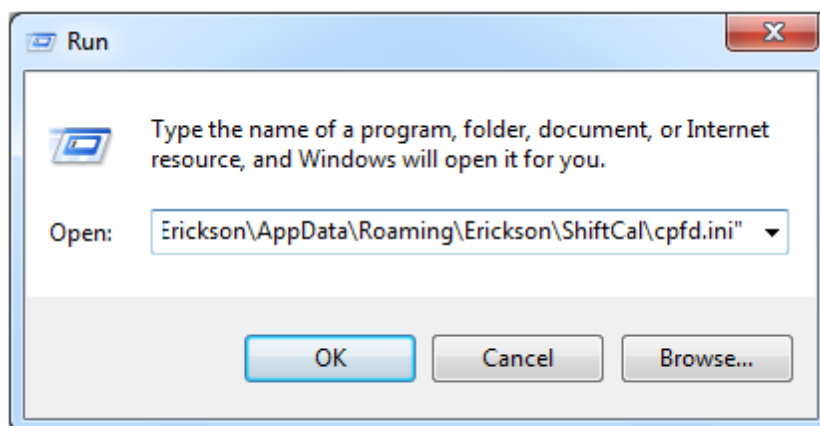 Run
Type the name of a program, folder, document, or Internet
resource, and Windows will open it for you.
Open: Erickson\AppData\Roaming\Erickson\ShiftCal\cpfd.ini"
OK Cancel Browse...